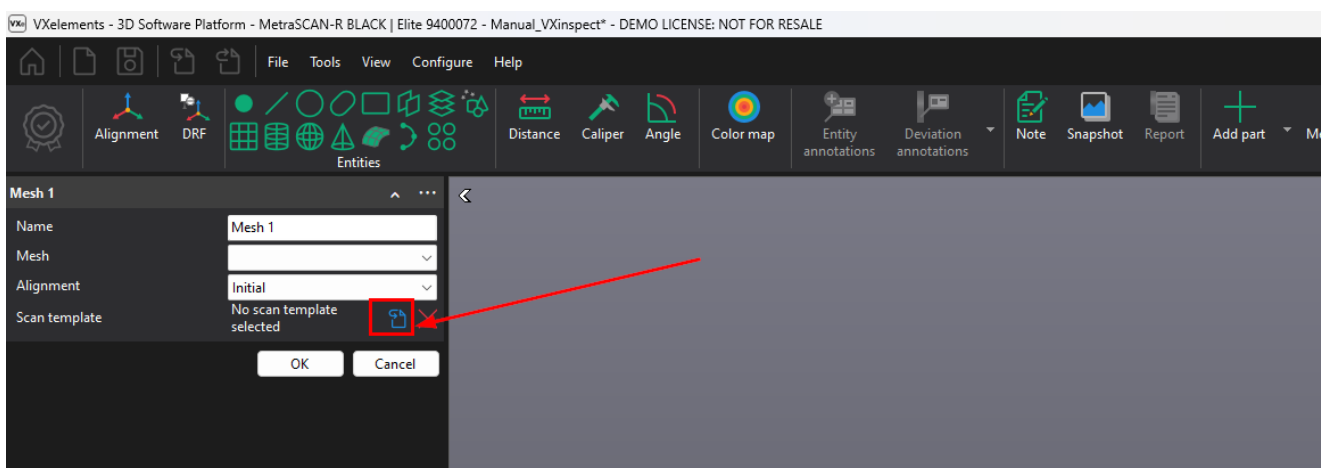 VXe VXelements - 3D Software Platform - MetraSCAN-R BLACK | Elite 9400072 - Manual_VXinspect* - DEMO LICENSE: NOT FOR RESALE
File Tools View Configure Help
Alignment DRF Entities Distance Caliper Angle Color map Entity annotations Deviation annotations Note Snapshot Report Add part
Mesh 1 ...
Name Mesh 1
Mesh
Alignment Initial
Scan template No scan template
selected
OK Cancel